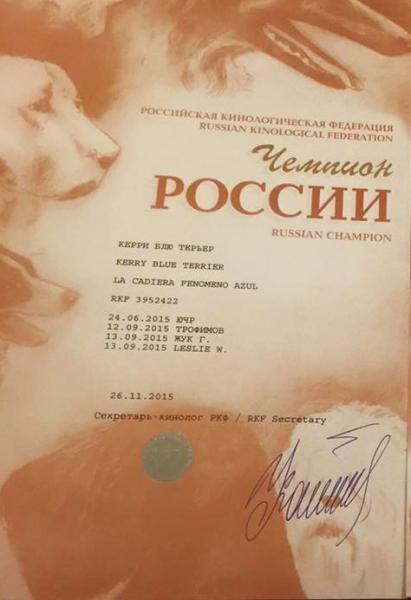 РОССИЙСКАЯ КИНОЛОГИЧЕСКАЯ ФЕДЕРАЦИЯ
RUSSIAN KINOLOGICAL FEDERATION
Чемпион
РОССИИ
RUSSIAN CHAMPION
КЕРРИ БЛЮ ТЕРЬЕР
KERRY BLUE TERRIER
LA CADIERA FENOMENO AZUL
RKF 3952422
24.06.2015 ЮЧР
12.09.2015 ТРОФИМОВ
13.09.2015 ЖУК Г.
13.09.2015 LESLIE W.
26.11.2015
Секретарь-кинолог РКФ / RKF Secretary